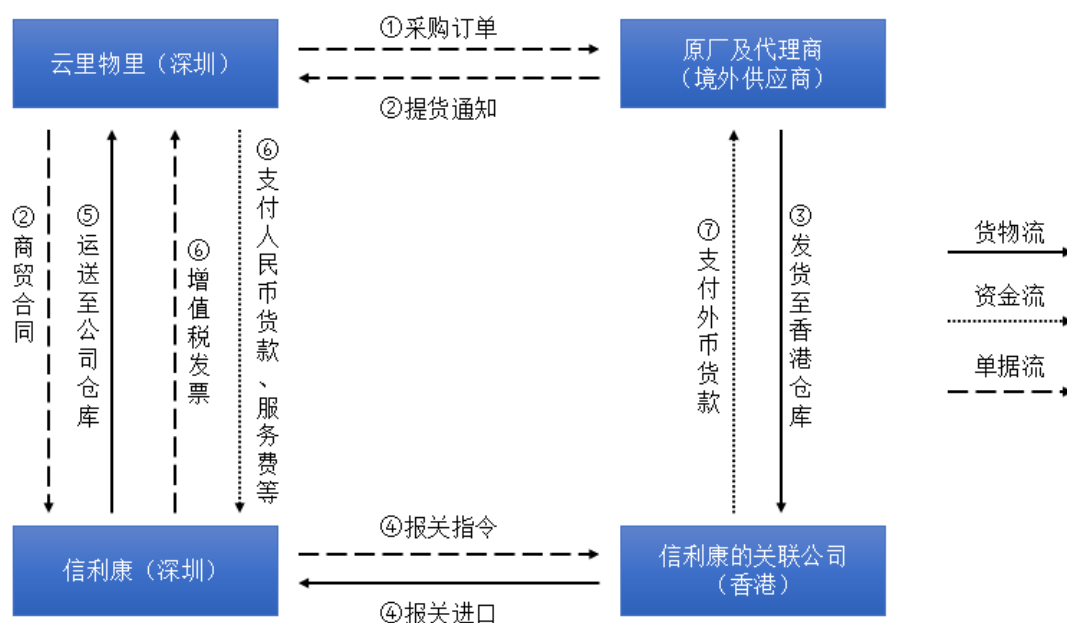 ①采购订单
云里物里（深圳）
原厂及代理商
（境外供应商）
②提货通知
②商贸合同
⑤运送至公司仓库
⑥增值税发票
⑥支付人民币货款、服务费等
⑦支付外币货款
③发货至香港仓库
货物流
资金流
单据流
④报关指令
信利康（深圳）
信利康的关联公司
（香港）
④报关进口